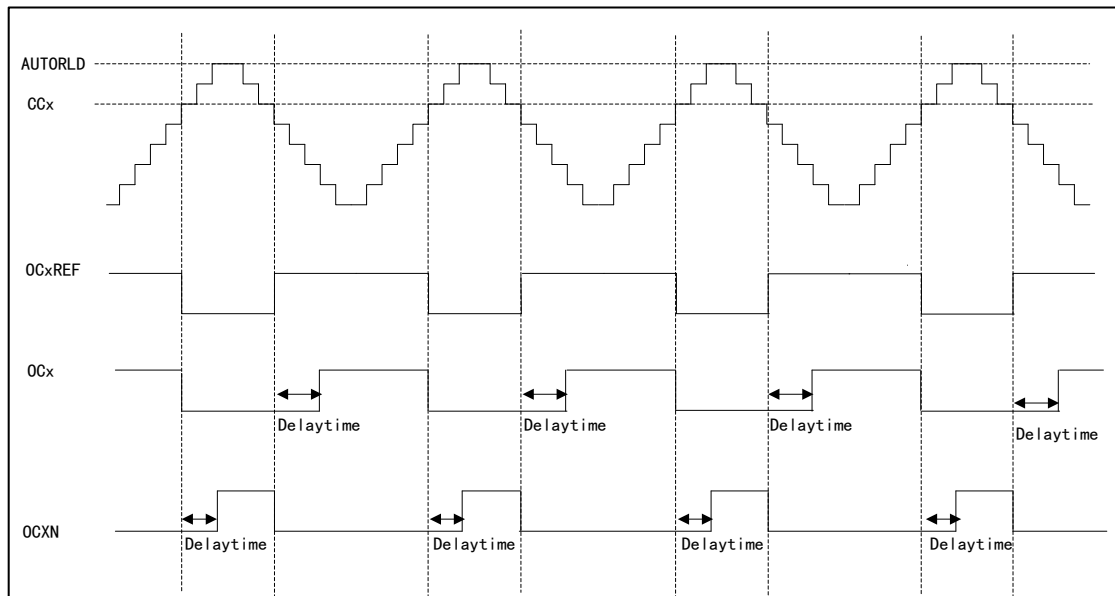 AUTORLD
CCx
OCxREF
OCx
Delaytime
Delaytime
Delaytime
Delaytime
OCXN
Delaytime
Delaytime
Delaytime
Delaytime